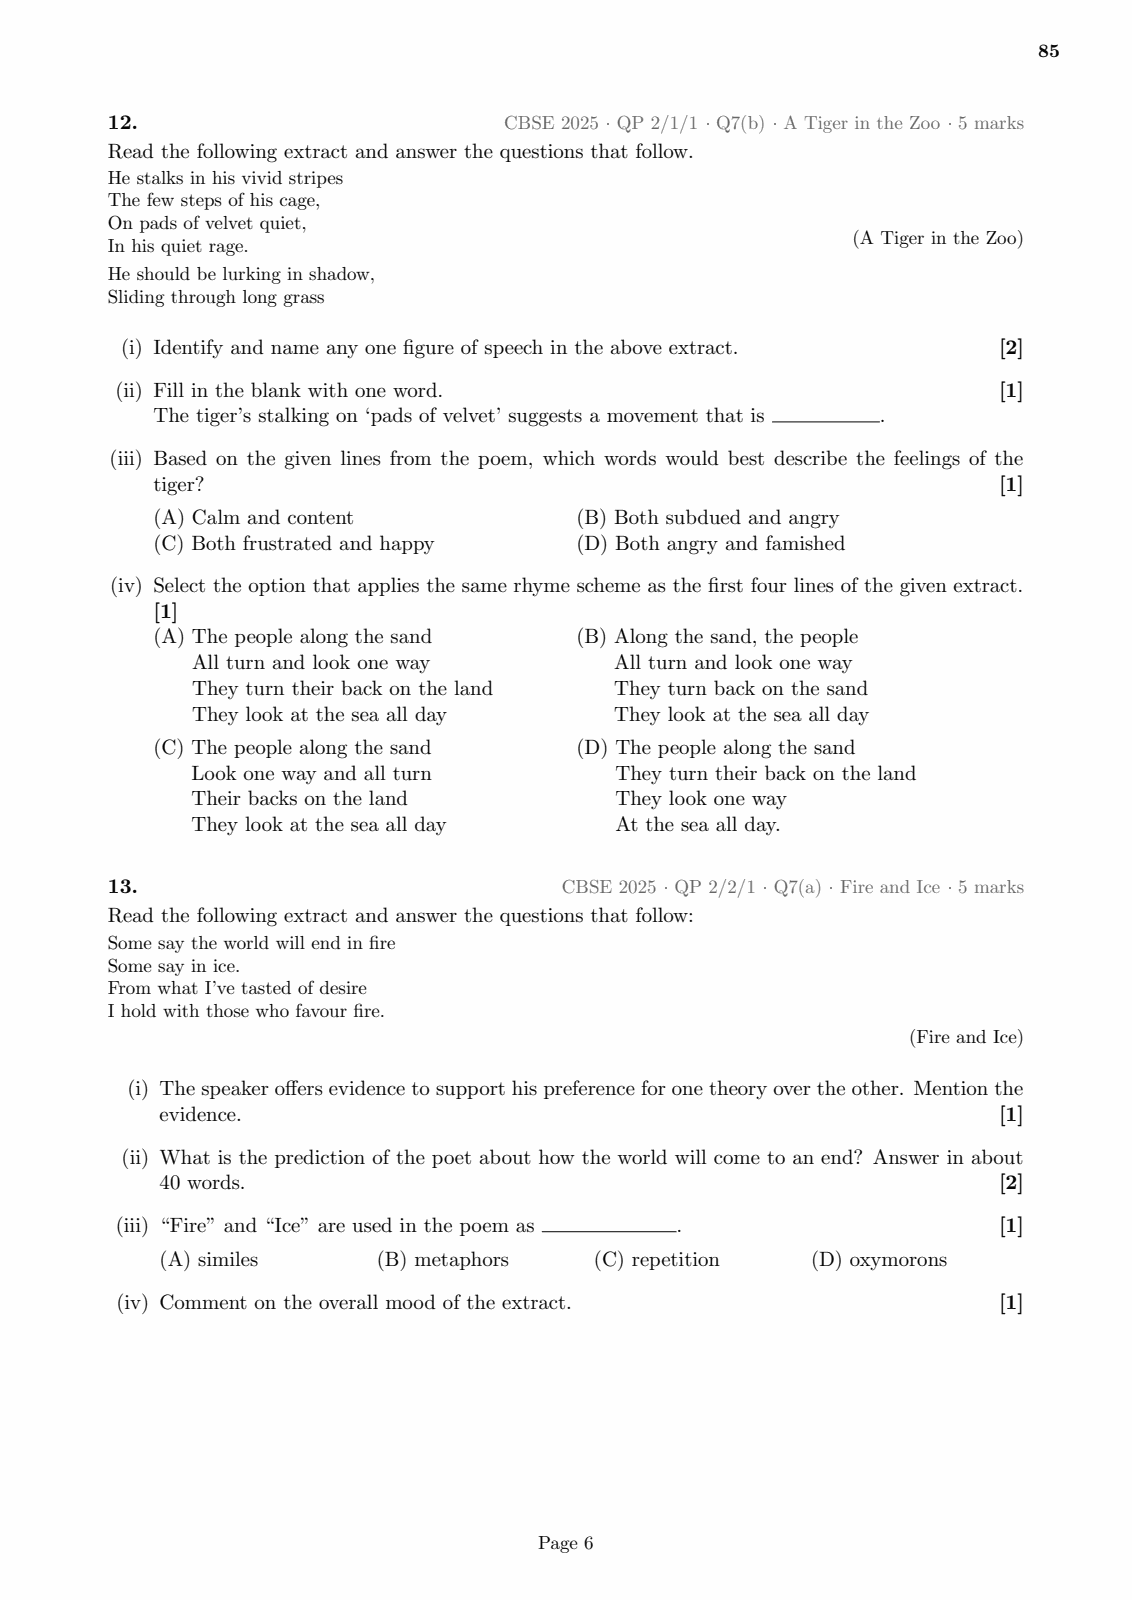 85
12. CBSE 2025 · QP 2/1/1 · Q7(b) · A Tiger in the Zoo · 5 marks
Read the following extract and answer the questions that follow.
He stalks in his vivid stripes
The few steps of his cage,
On pads of velvet quiet,
In his quiet rage.
(A Tiger in the Zoo)
He should be lurking in shadow,
Sliding through long grass
(i) Identify and name any one figure of speech in the above extract. [2]
(ii) Fill in the blank with one word. [1]
The tiger's stalking on ‘pads of velvet’ suggests a movement that is __________.
(iii) Based on the given lines from the poem, which words would best describe the feelings of the
tiger? [1]
(A) Calm and content (B) Both subdued and angry
(C) Both frustrated and happy (D) Both angry and famished
(iv) Select the option that applies the same rhyme scheme as the first four lines of the given extract.
[1]
(A) The people along the sand
All turn and look one way
They turn their back on the land
They look at the sea all day
(B) Along the sand, the people
All turn and look one way
They turn back on the sand
They look at the sea all day
(C) The people along the sand
Look one way and all turn
Their backs on the land
They look at the sea all day
(D) The people along the sand
They turn their back on the land
They look one way
At the sea all day.
13. CBSE 2025 · QP 2/2/1 · Q7(a) · Fire and Ice · 5 marks
Read the following extract and answer the questions that follow:
Some say the world will end in fire
Some say in ice.
From what I've tasted of desire
I hold with those who favour fire.
(Fire and Ice)
(i) The speaker offers evidence to support his preference for one theory over the other. Mention the
evidence. [1]
(ii) What is the prediction of the poet about how the world will come to an end? Answer in about
40 words. [2]
(iii) “Fire” and “Ice” are used in the poem as ____________. [1]
(A) similes (B) metaphors (C) repetition (D) oxymorons
(iv) Comment on the overall mood of the extract. [1]
Page 6